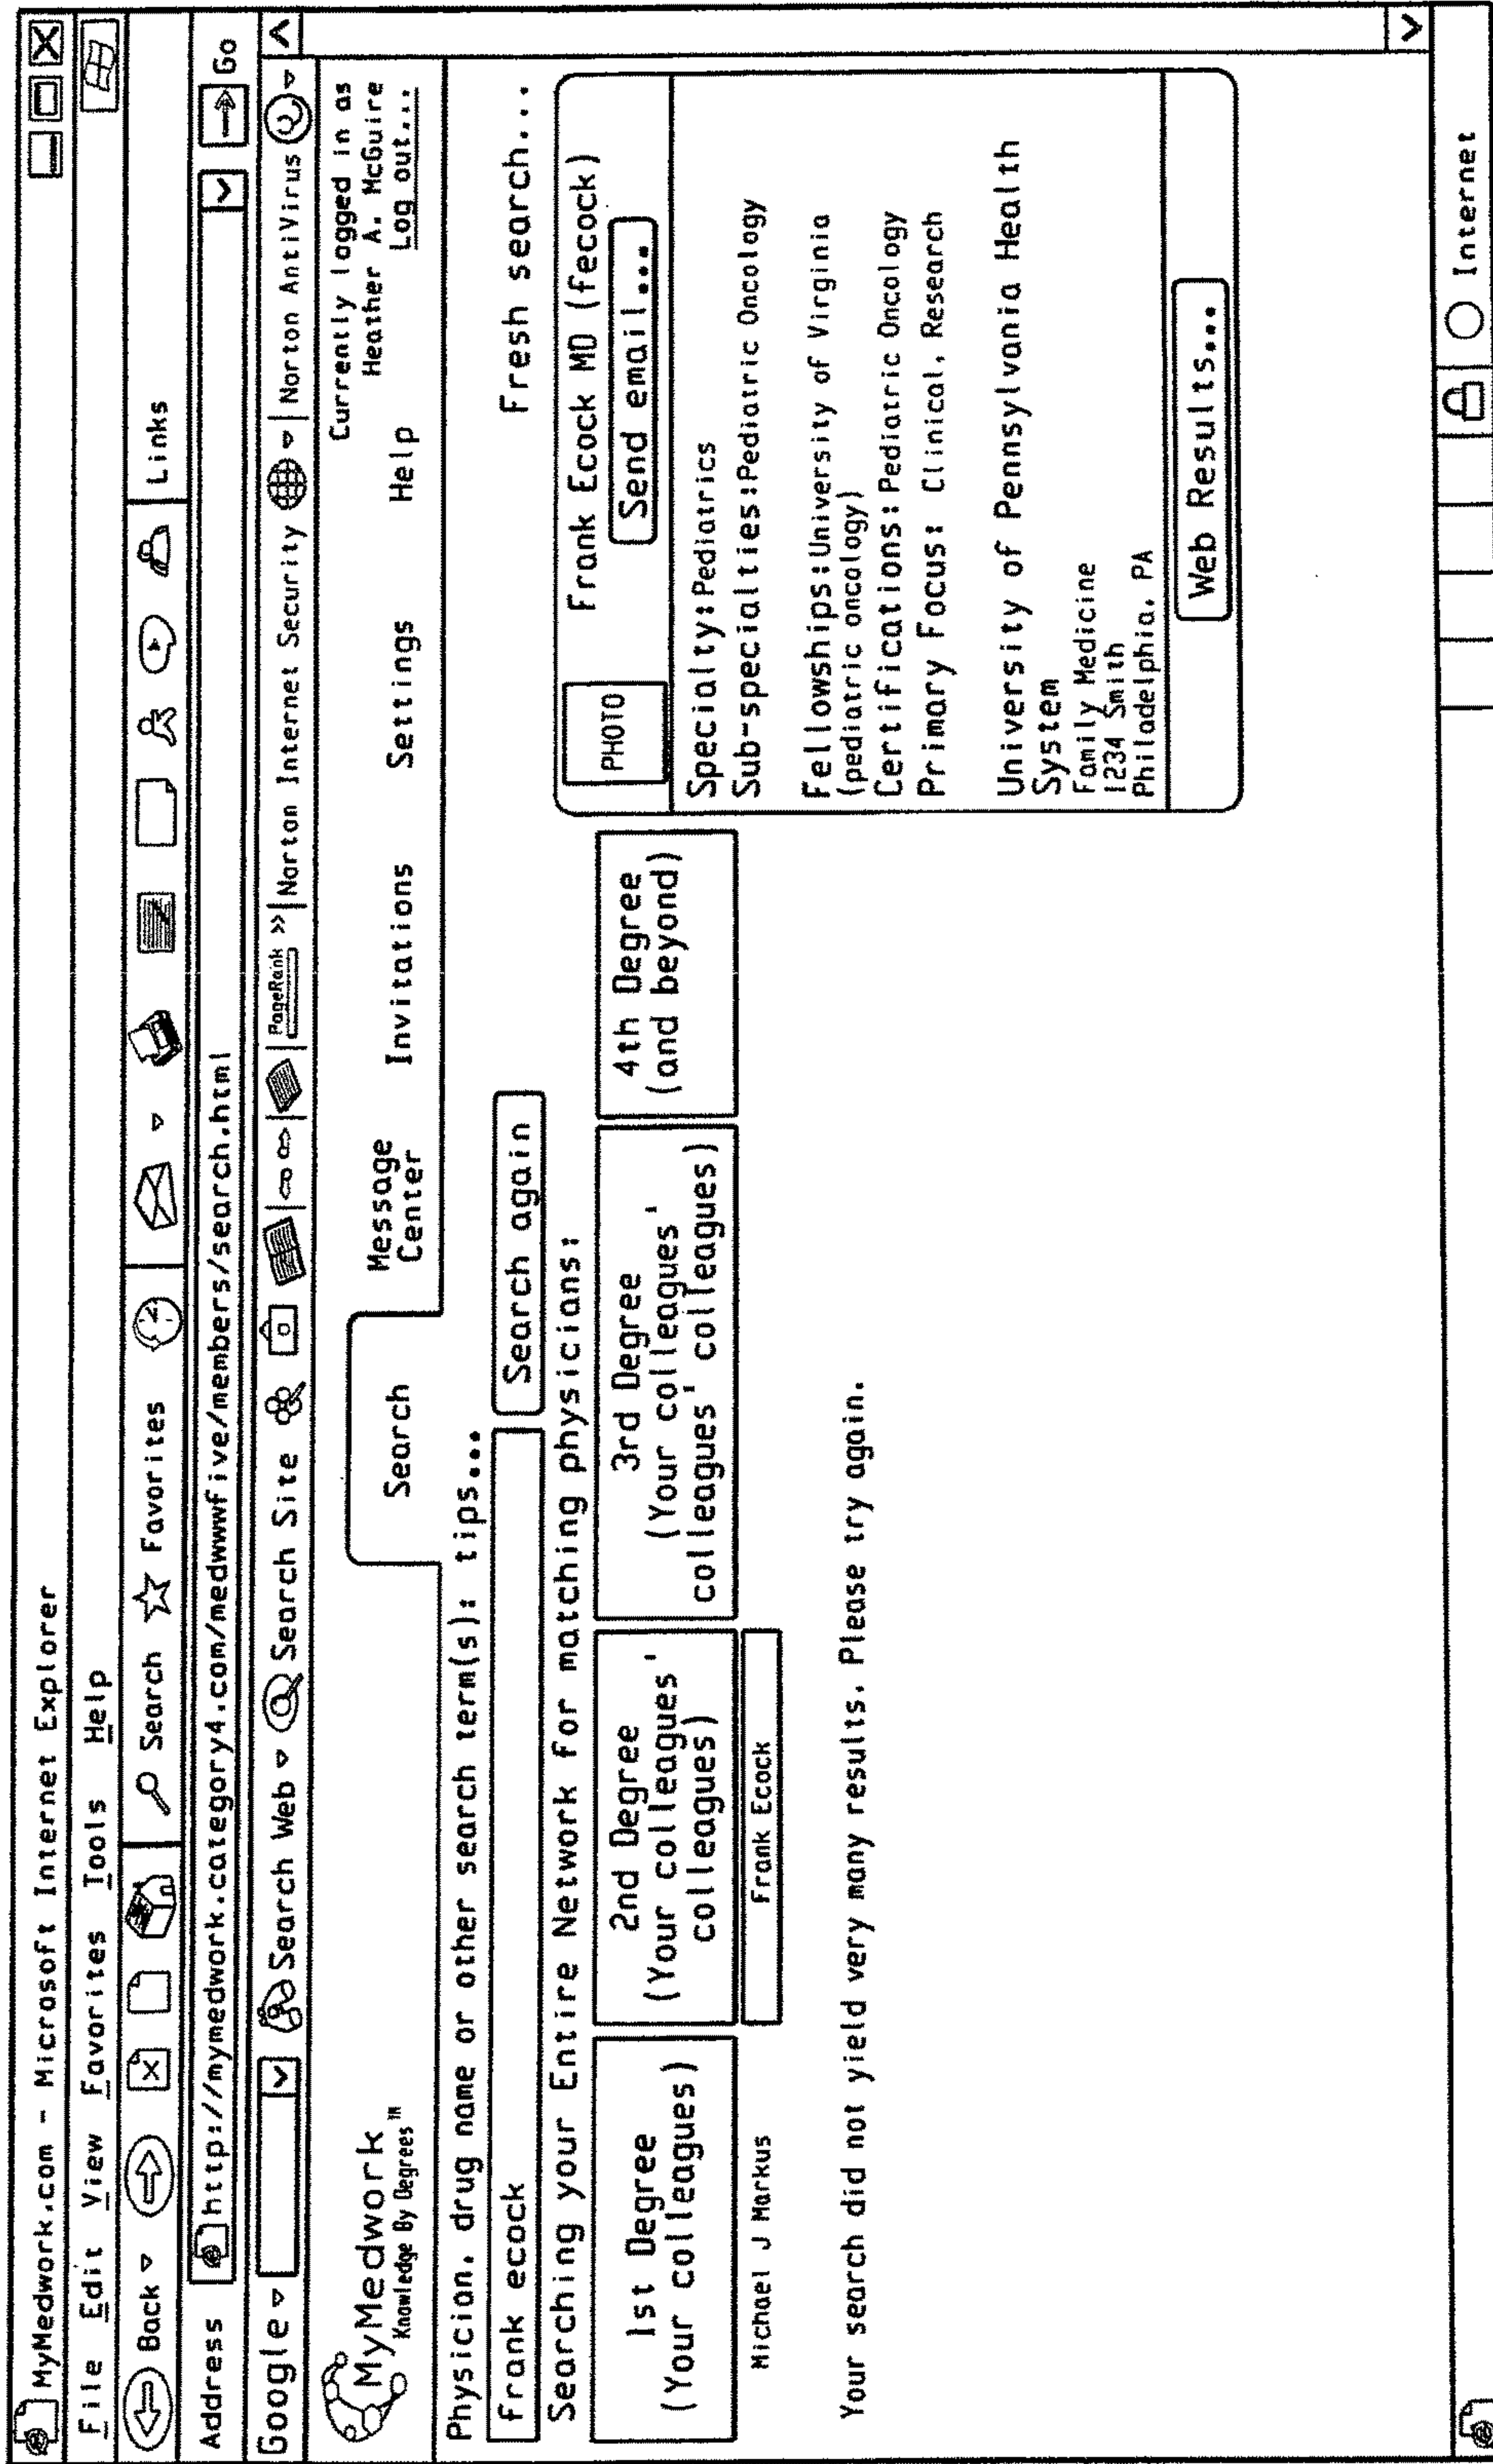 MyMedwork.com - Microsoft Internet Explorer
File Edit View Favorites Tools Help
Back Search Favorites Links
Address http://mymedwork.category4.com/medwwwfive/members/search.html Go
Google Search Web Search Site PageRank >> Norton Internet Security Norton AntiVirus
MyMedwork
Knowledge By Degrees™
Currently logged in as
Heather A. McGuire
Log out...
Search
Message
Center
Invitations
Settings
Help
Physician, drug name or other search term(s): tips...
Frank ecock
Search again
Fresh search...
Searching your Entire Network for matching physicians:
1st Degree
(Your colleagues)
2nd Degree
(Your colleagues'
colleagues)
3rd Degree
(Your colleagues'
colleagues' colleagues)
4th Degree
(and beyond)
Michael J Markus
Frank Ecock
Your search did not yield very many results. Please try again.
PHOTO
Frank Ecock MD (fecock)
Send email...
Specialty:Pediatrics
Sub-specialties:Pediatric Oncology
Fellowships:University of Virginia
(pediatric oncology)
Certifications:Pediatric Oncology
Primary Focus: Clinical, Research
University of Pennsylvania Health
System
Family Medicine
1234 Smith
Philadelphia, PA
Web Results...
Internet